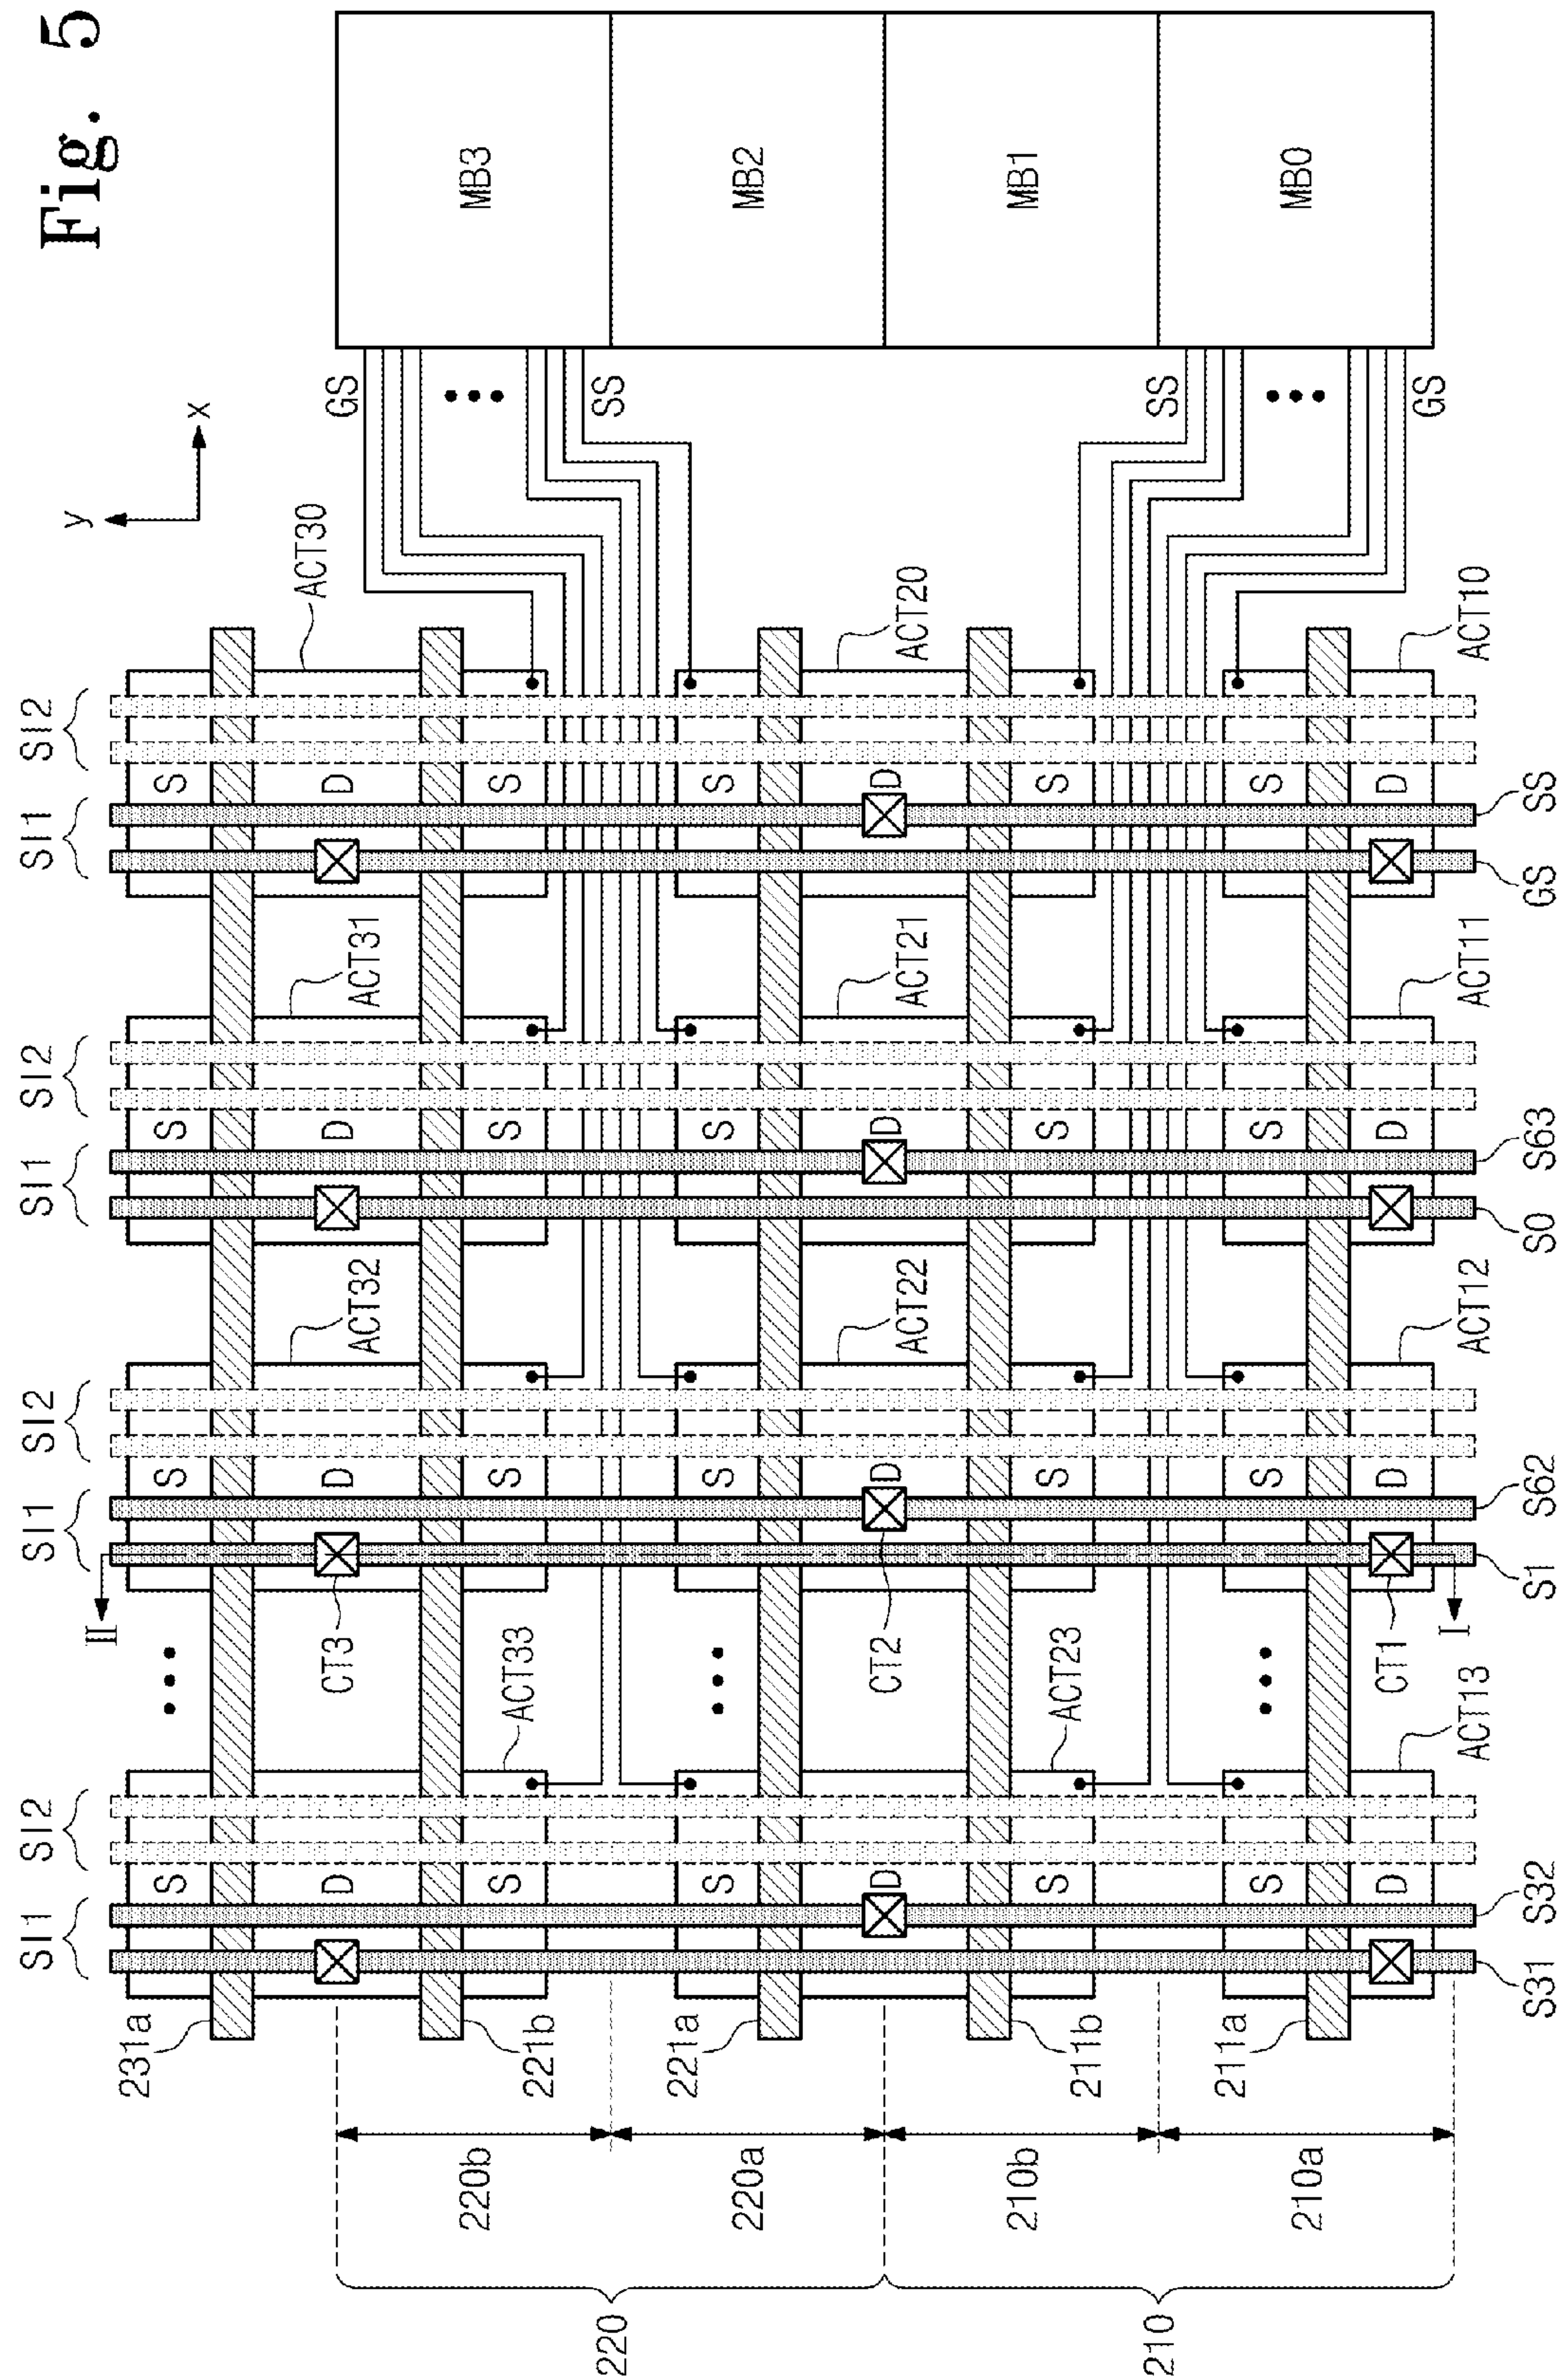 Fig. 5
SI1 SI2 SI1 SI2 SI1 SI2 SI1 SI2
II y
231a S ••• S S S x
ACT32 ACT31 ACT30
D CT3 D D D GS
220b MB3
221b S ACT33 S S S •••
220 SS
221a S ••• S S S
220a MB2
D CT2 D D D
ACT22 ACT21 ACT20
210b MB1
211b S ACT23 S S S
210 SS
211a S ••• S S S •••
210a MB0
D CT1 D D D
I GS
ACT13 ACT12 ACT11 ACT10
S31 S32 S1 S62 S0 S63 GS SS